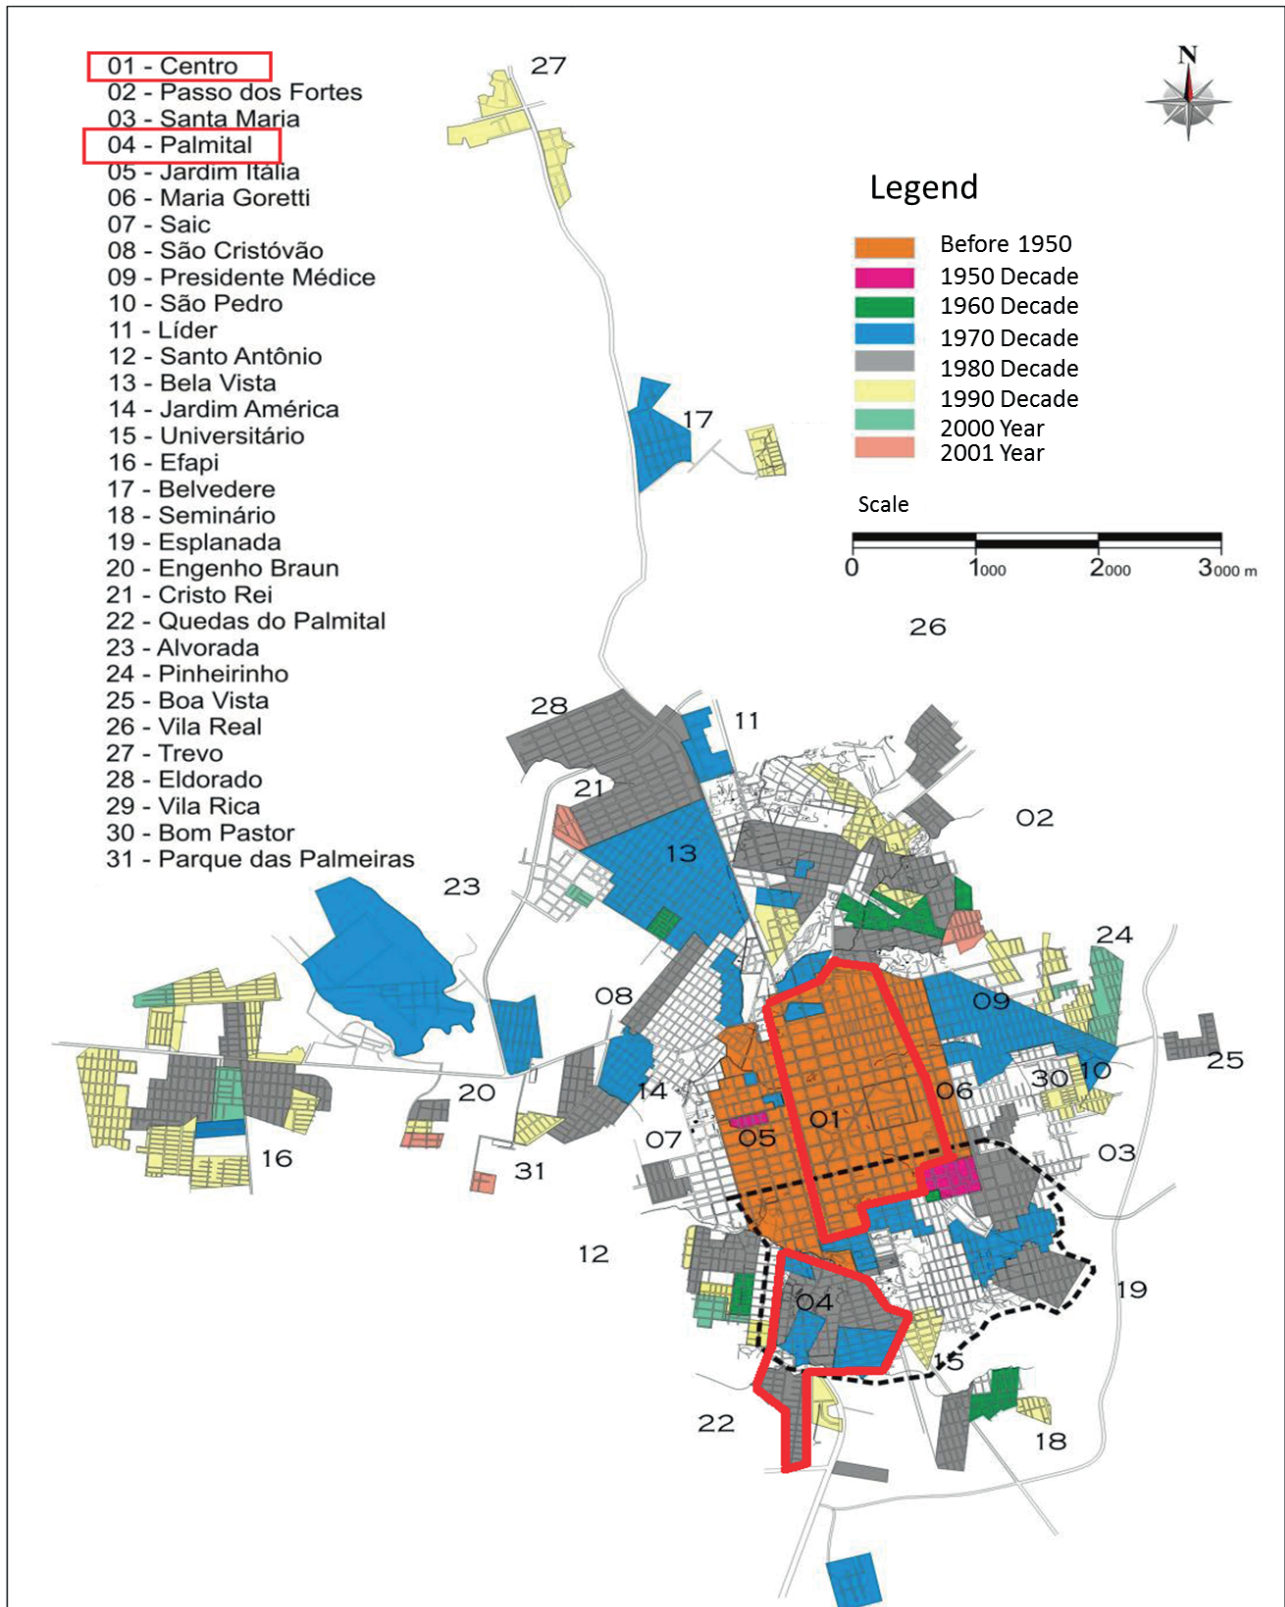 01 - Centro
02 - Passo dos Fortes
03 - Santa Maria
04 - Palmital
05 - Jardim Itália
06 - Maria Goretti
07 - Saic
08 - São Cristóvão
09 - Presidente Médice
10 - São Pedro
11 - Líder
12 - Santo Antônio
13 - Bela Vista
14 - Jardim América
15 - Universitário
16 - Efapi
17 - Belvedere
18 - Seminário
19 - Esplanada
20 - Engenho Braun
21 - Cristo Rei
22 - Quedas do Palmital
23 - Alvorada
24 - Pinheirinho
25 - Boa Vista
26 - Vila Real
27 - Trevo
28 - Eldorado
29 - Vila Rica
30 - Bom Pastor
31 - Parque das Palmeiras
N
Legend
Before 1950
1950 Decade
1960 Decade
1970 Decade
1980 Decade
1990 Decade
2000 Year
2001 Year
Scale
0 1000 2000 3000 m
27
17
26
28
11
21
02
13
23
24
08
09
20
14
30
10
25
06
01
05
07
16
31
03
12
04
19
15
22
18